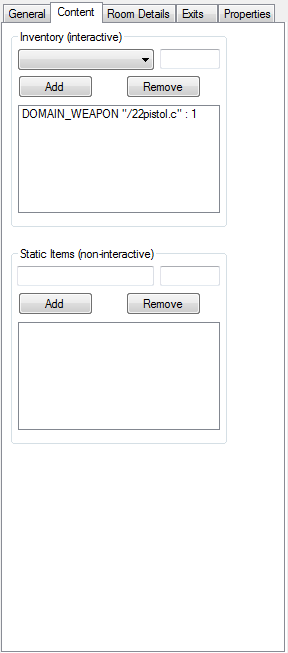 General Content Room Details Exits Properties
Inventory (interactive)
Add Remove
DOMAIN_WEAPON "/22pistol.c" : 1
Static Items (non-interactive)
Add Remove